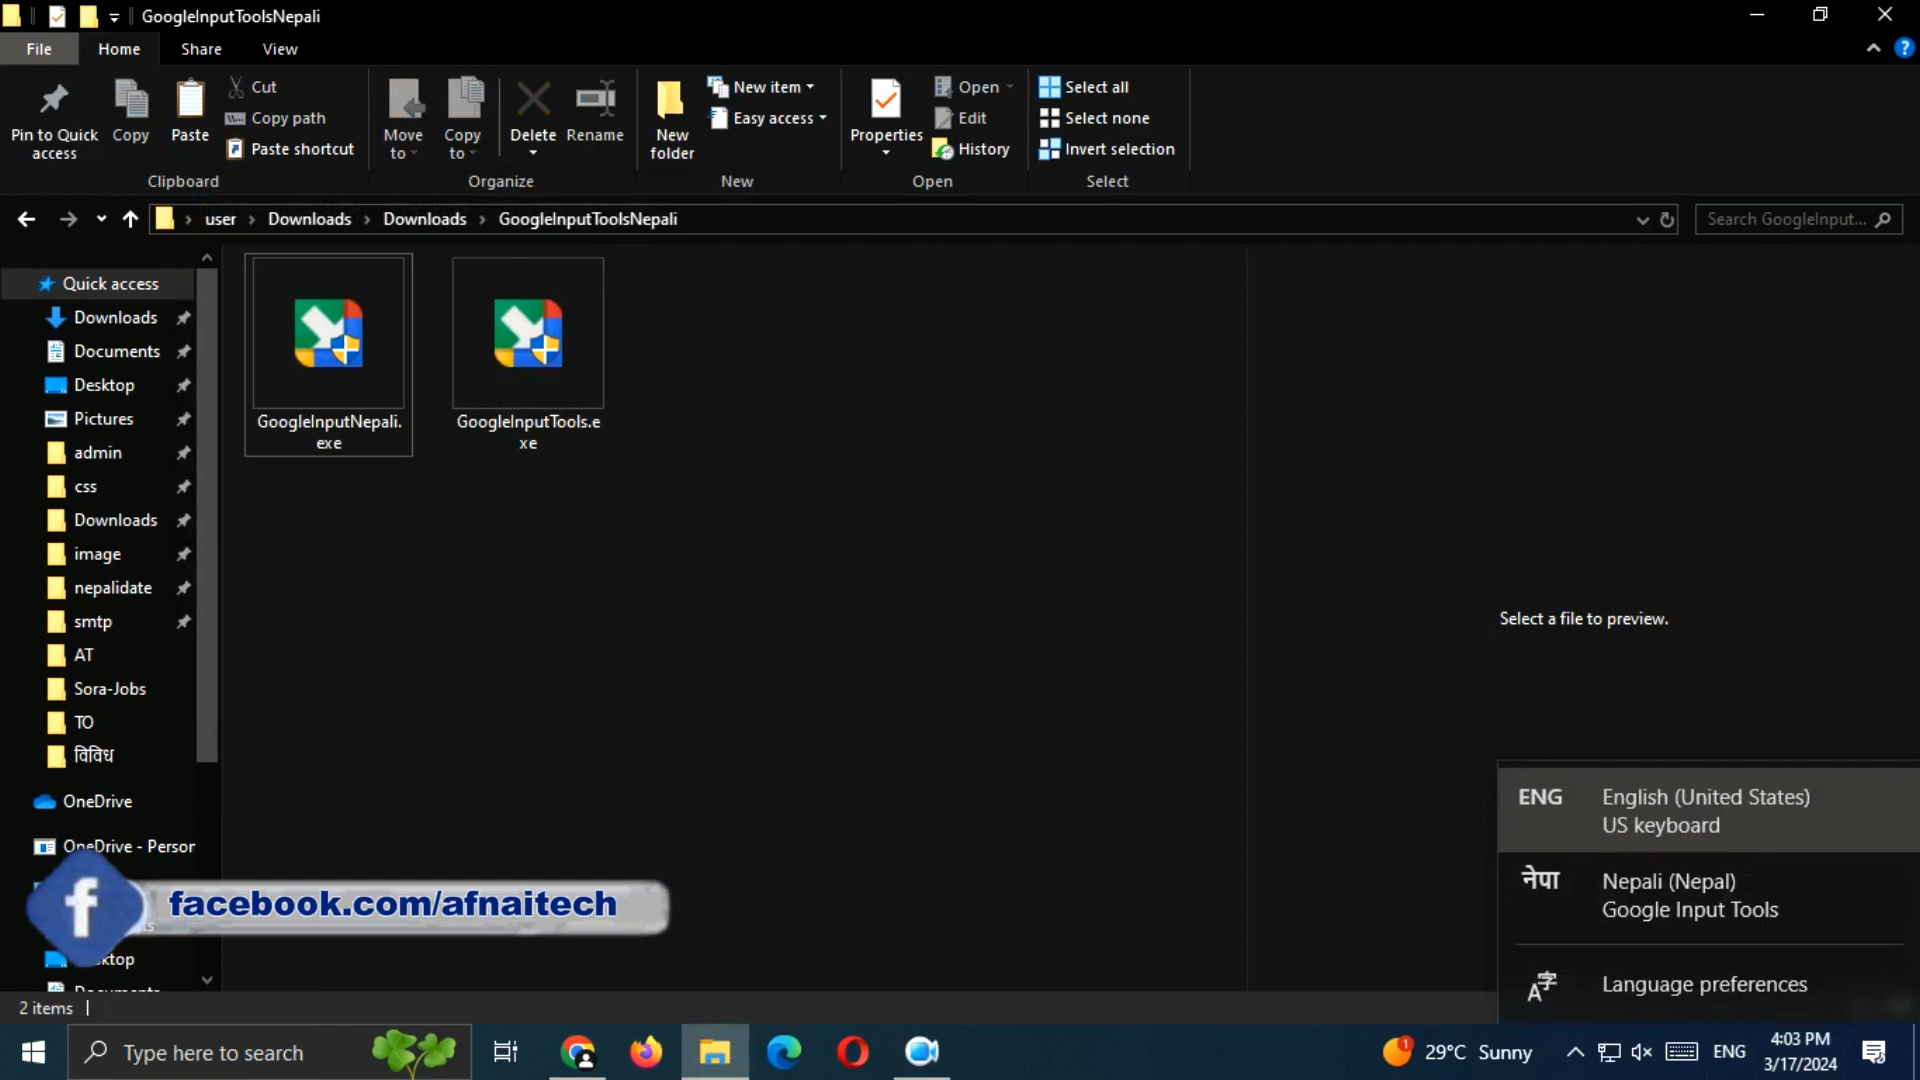 GoogleInputToolsNepali
File
Home
Share
View
Pin to Quick access
Copy
Paste
Cut
Copy path
Paste shortcut
Move to
Copy to
Delete
Rename
New folder
New item
Easy access
Properties
Open
Edit
History
Select all
Select none
Invert selection
Clipboard
Organize
New
Open
Select
user
Downloads
Downloads
GoogleInputToolsNepali
Search GoogleInput...
Quick access
Downloads
Documents
Desktop
Pictures
admin
css
Downloads
image
nepalidate
smtp
AT
Sora-Jobs
TO
विविध
OneDrive
OneDrive - Person
GoogleInputNepali.
exe
GoogleInputTools.e
xe
Select a file to preview.
ENG
English (United States)
US keyboard
नेपा
Nepali (Nepal)
Google Input Tools
Language preferences
f
facebook.com/afnaitech
2 items
Type here to search
1
29°C Sunny
ENG
4:03 PM
3/17/2024